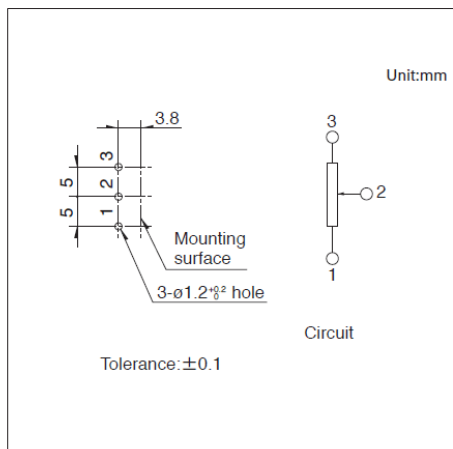 Unit:mm
3.8
3
3
5
2
2
5
1
Mounting
surface
1
3-ø1.2+0.2 0 hole
Circuit
Tolerance:±0.1